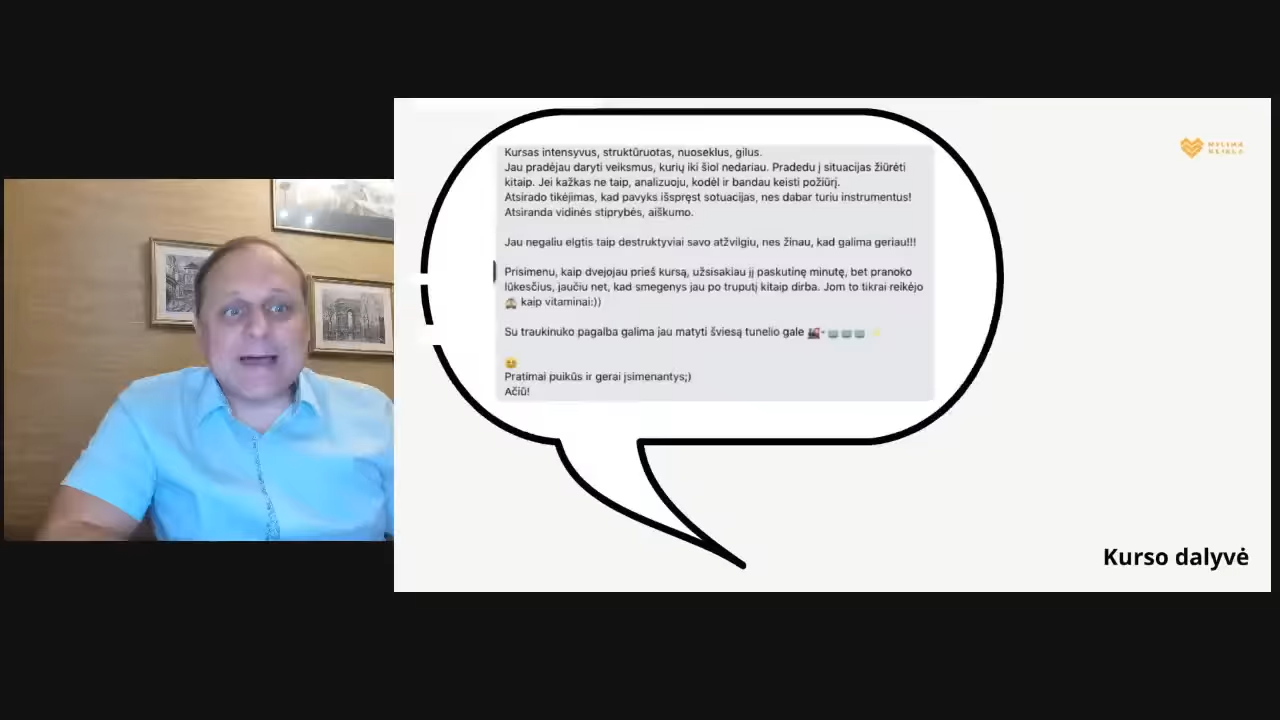 Kursas intensyvus, struktūruotas, nuoseklus, gilus.
Jau pradėjau daryti veiksmus, kurių iki šiol nedariau. Pradedu į situacijas žiūrėti
kitaip. Jei kažkas ne taip, analizuoju, kodėl ir bandau keisti požiūrį.
Atsirado tikėjimas, kad pavyks išspręst sotuacijas, nes dabar turiu instrumentus!
Atsiranda vidinės stiprybės, aiškumo.
Jau negaliu elgtis taip destruktyviai savo atžvilgiu, nes žinau, kad galima geriau!!!
Prisimenu, kaip dvejojau prieš kursą, užsisakiau jį paskutinę minutę, bet pranoko
lūkesčius, jaučiu net, kad smegenys jau po truputį kitaip dirba. Jom to tikrai reikėjo
kaip vitaminai:))
Su traukinuko pagalba galima jau matyti šviesą tunelio gale
Pratimai puikūs ir gerai įsimenantys;)
Ačiū!
Kurso dalyvė